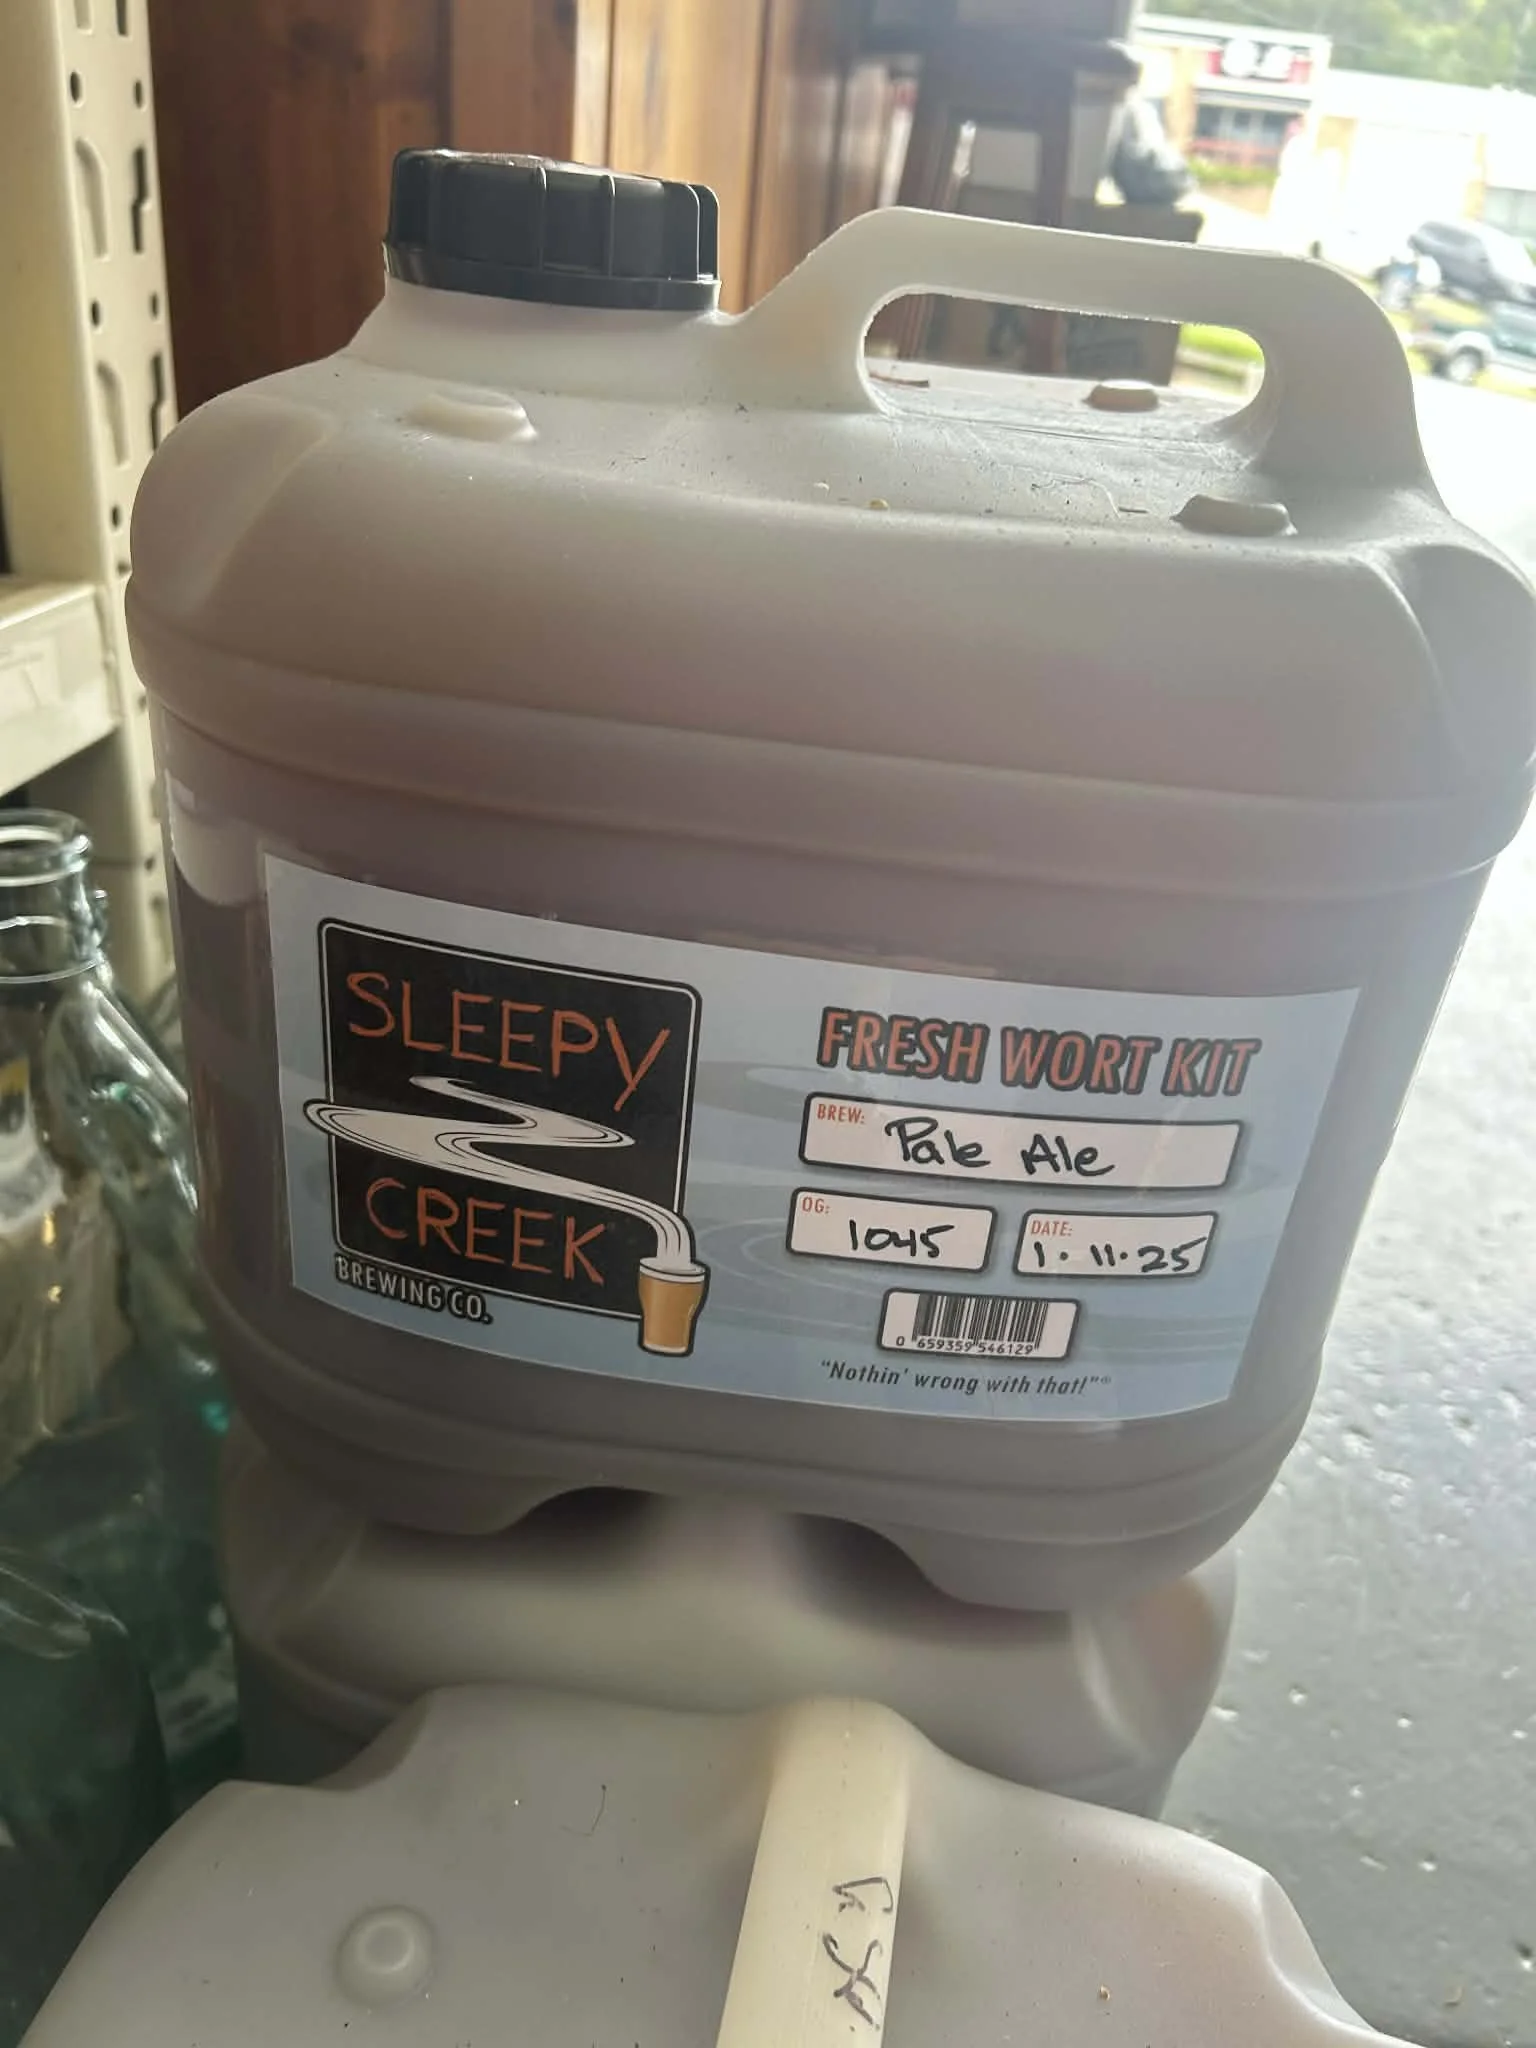 SLEEPY
CREEK
BREWING CO.
FRESH WORT KIT
BREW: Pale Ale
OG: 1045
DATE: 1.11.25
0 659359 546129
"Nothin' wrong with that!"®